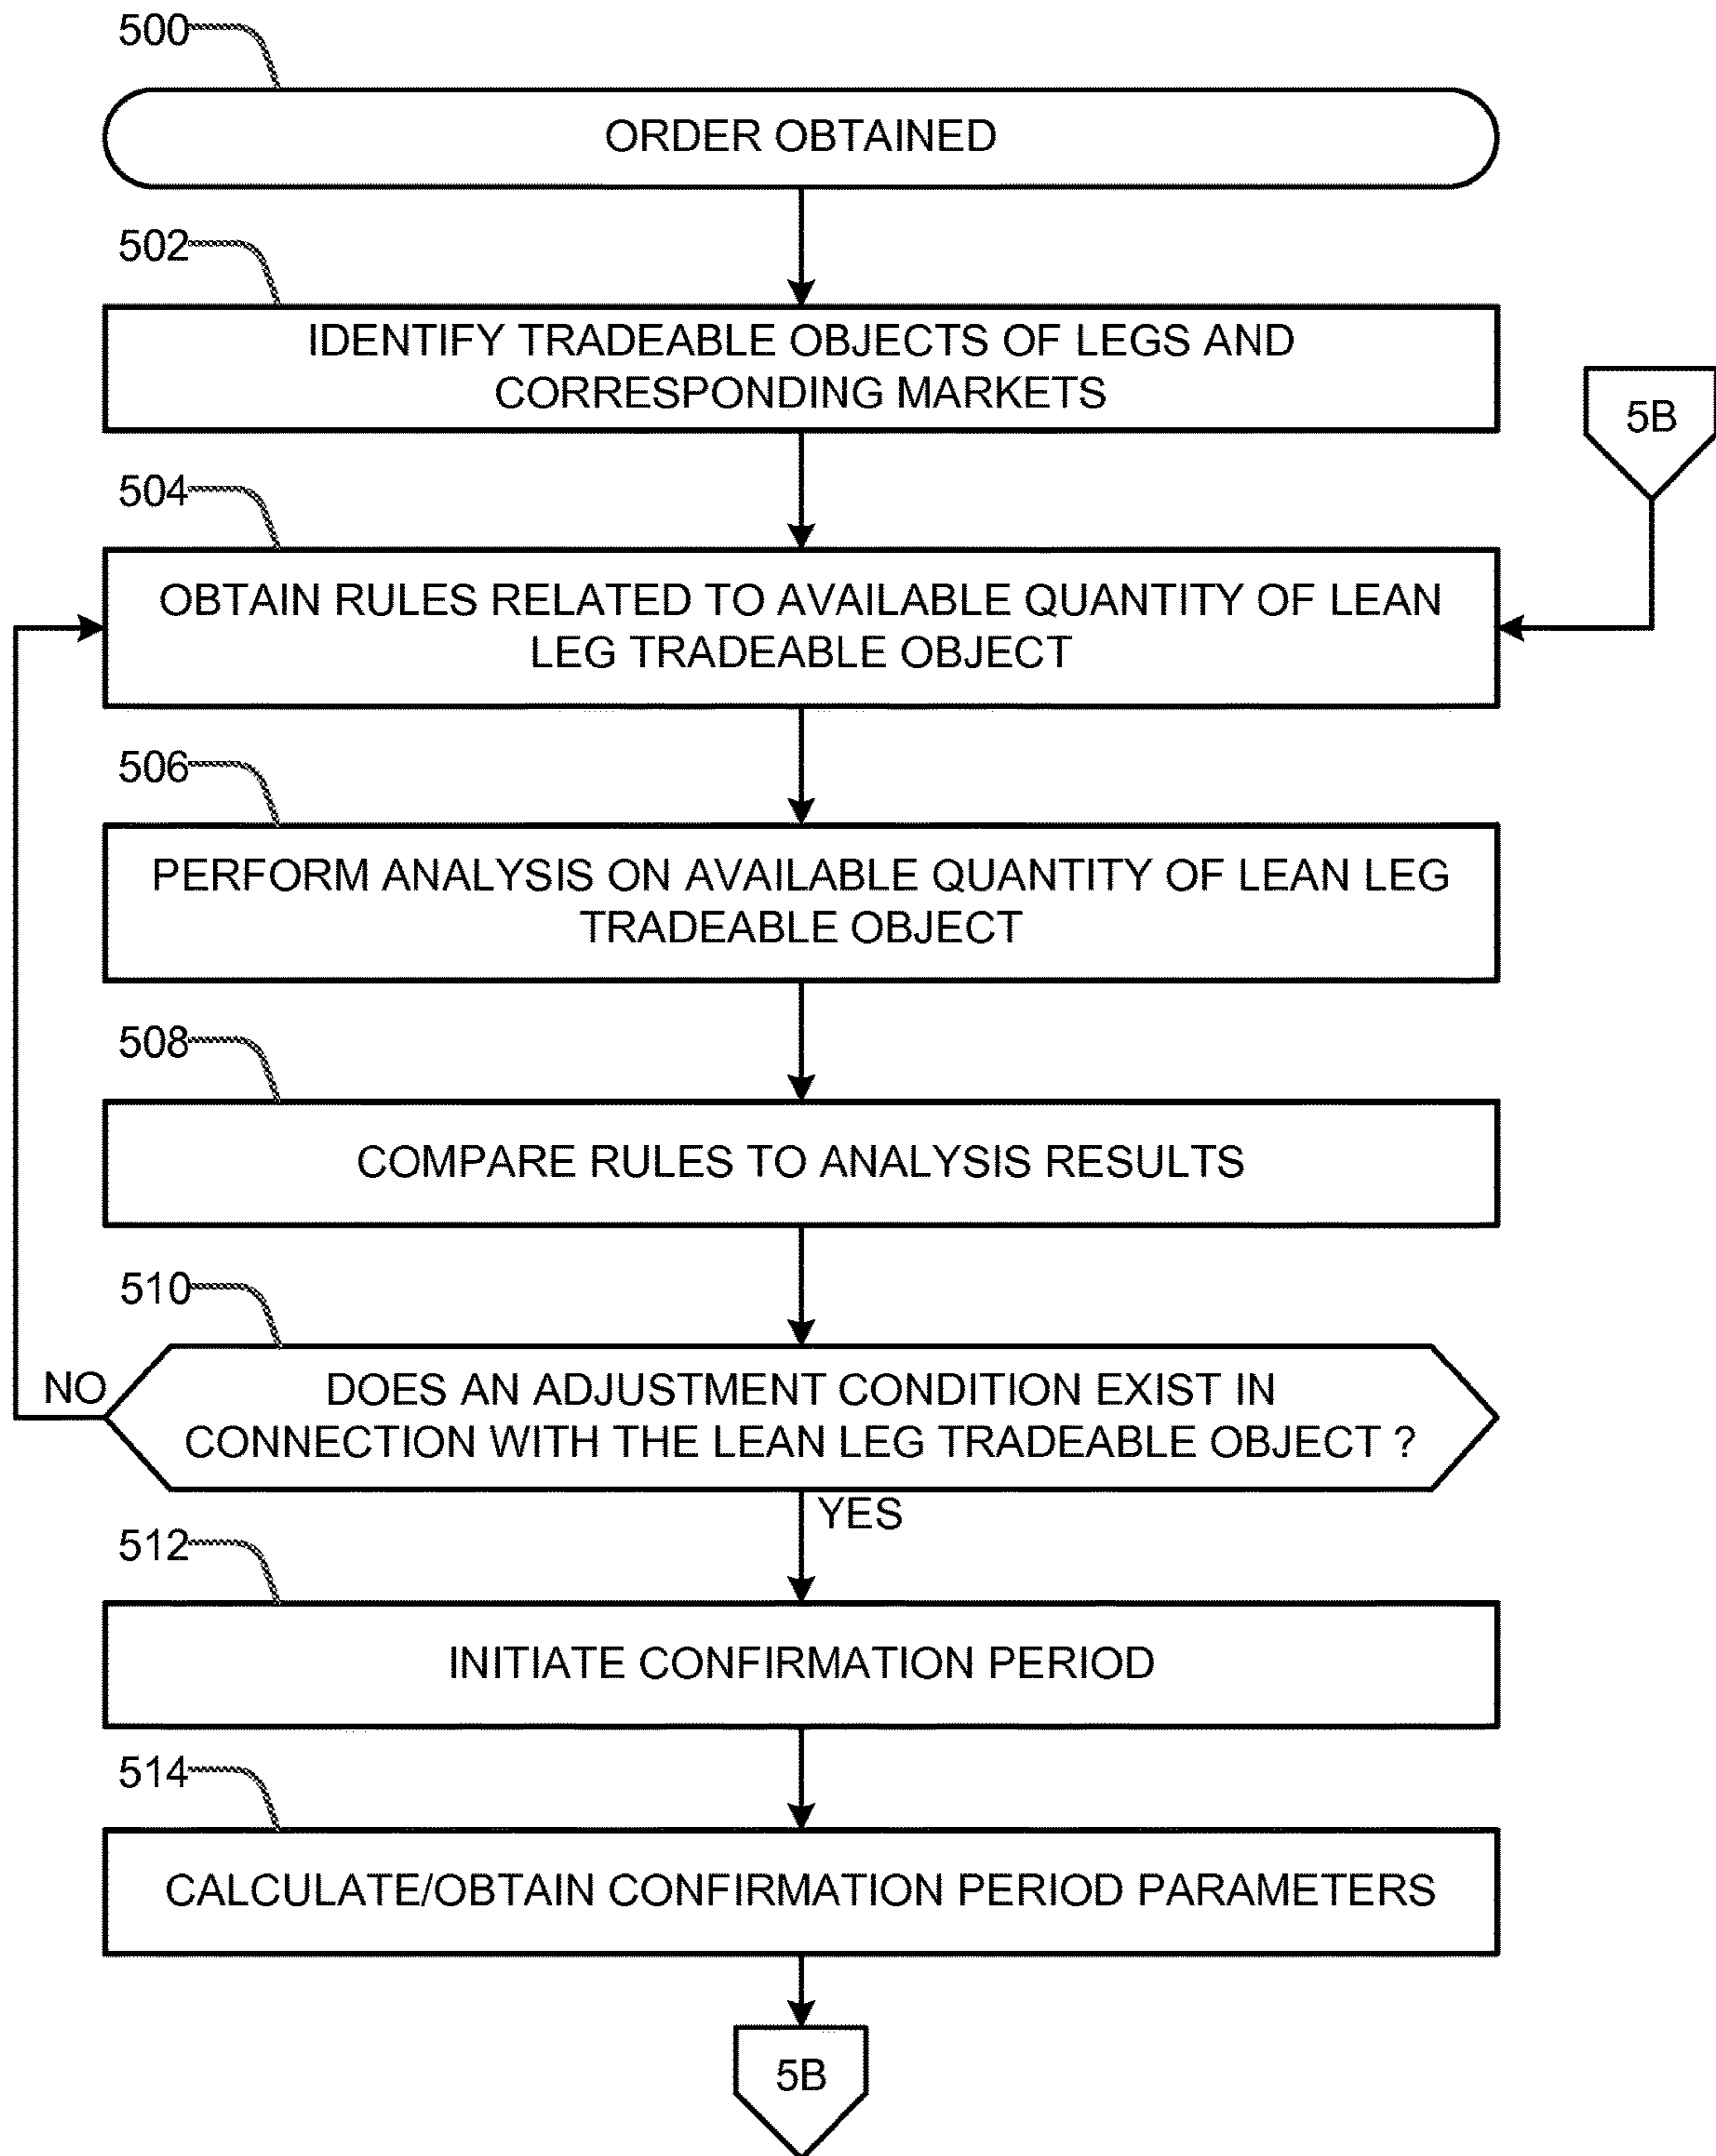 500
ORDER OBTAINED
502
IDENTIFY TRADEABLE OBJECTS OF LEGS AND
CORRESPONDING MARKETS
5B
504
OBTAIN RULES RELATED TO AVAILABLE QUANTITY OF LEAN
LEG TRADEABLE OBJECT
506
PERFORM ANALYSIS ON AVAILABLE QUANTITY OF LEAN LEG
TRADEABLE OBJECT
508
COMPARE RULES TO ANALYSIS RESULTS
510
NO
DOES AN ADJUSTMENT CONDITION EXIST IN
CONNECTION WITH THE LEAN LEG TRADEABLE OBJECT ?
YES
512
INITIATE CONFIRMATION PERIOD
514
CALCULATE/OBTAIN CONFIRMATION PERIOD PARAMETERS
5B